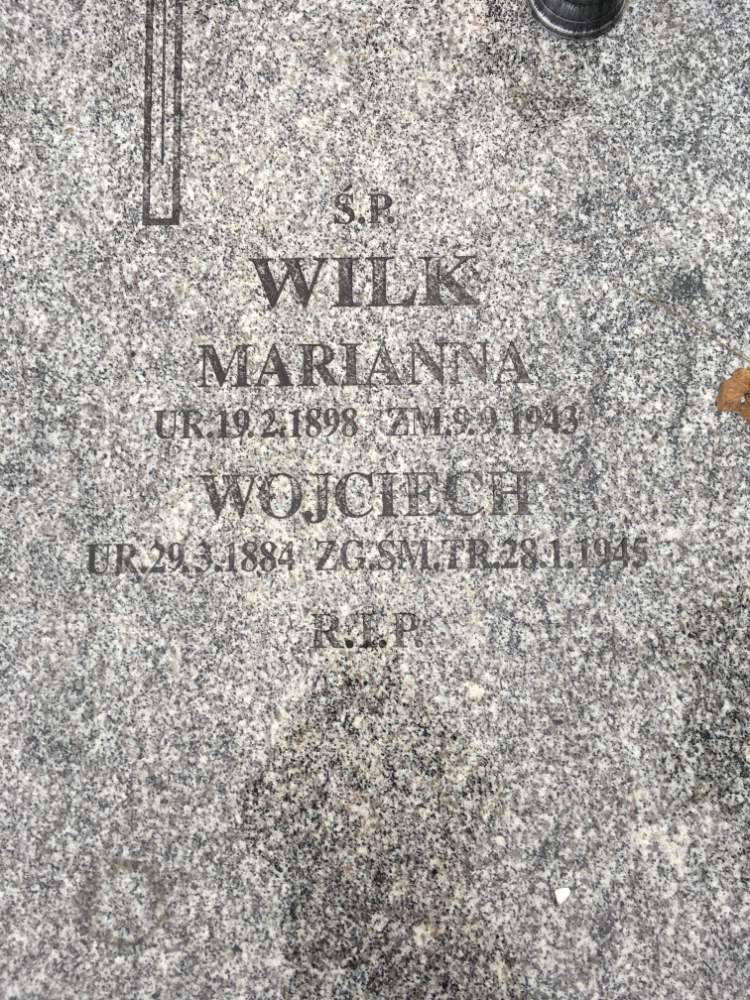 Ś.P.
WILK
MARIANNA
UR.19.2.1898 ZM.9.9.1943
WOJCIECH
UR.29.3.1884 ZG.ŚM.TR.28.1.1945
R.I.P.